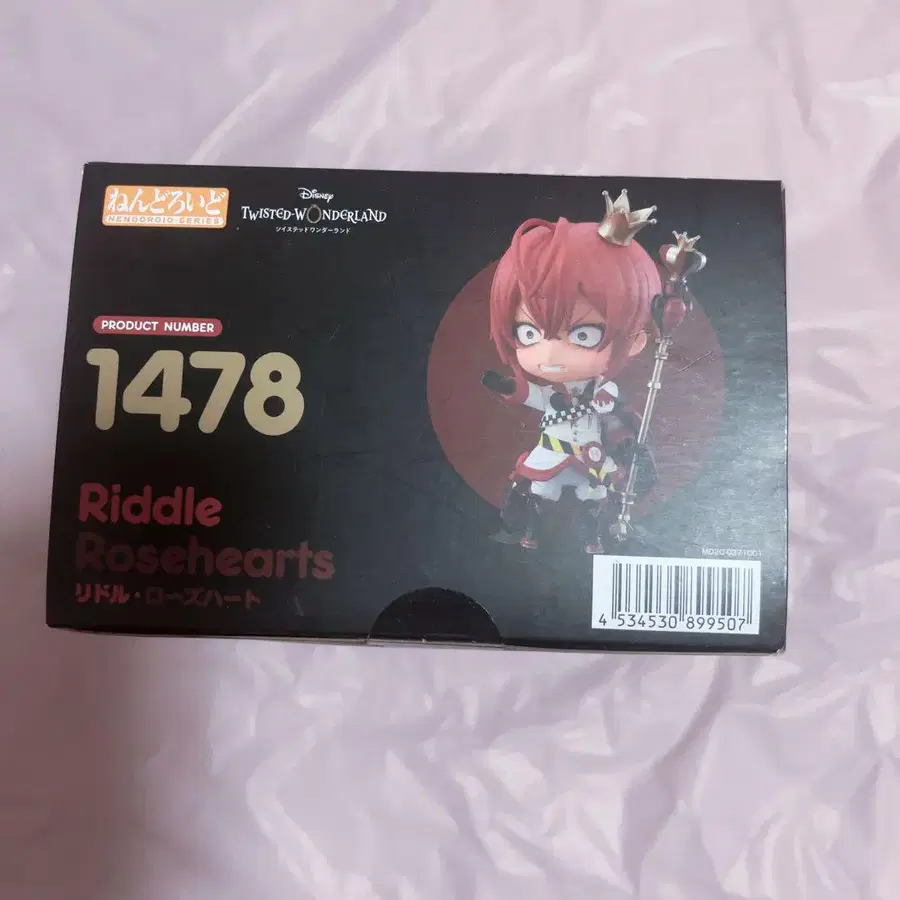 ねんどろいど
NENDOROID SERIES
Disney
TWISTED-WONDERLAND
ツイステッドワンダーランド
PRODUCT NUMBER
1478
Riddle
Rosehearts
リドル・ローズハート
4 534530 899507